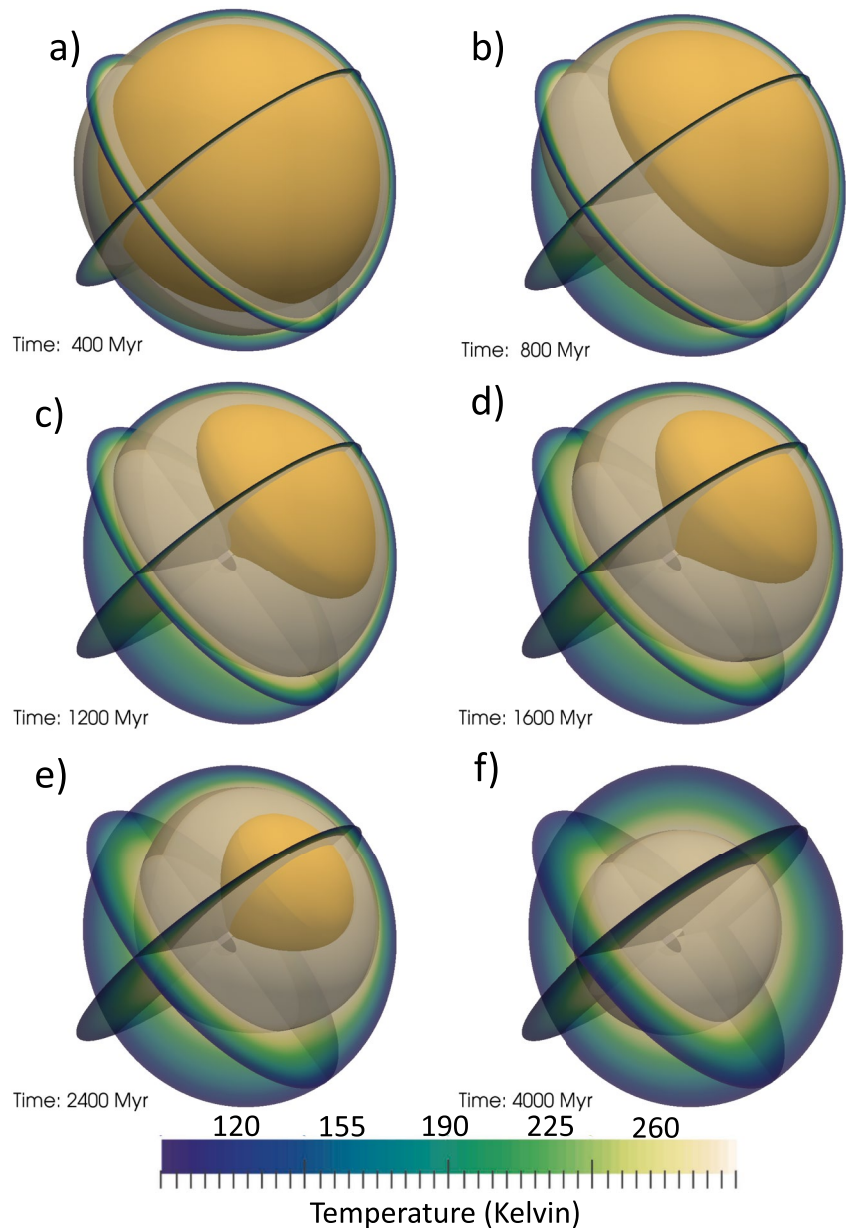 a)
b)
Time: 400 Myr
Time: 800 Myr
c)
d)
Time: 1200 Myr
Time: 1600 Myr
e)
f)
Time: 2400 Myr
Time: 4000 Myr
120 155 190 225 260
Temperature (Kelvin)